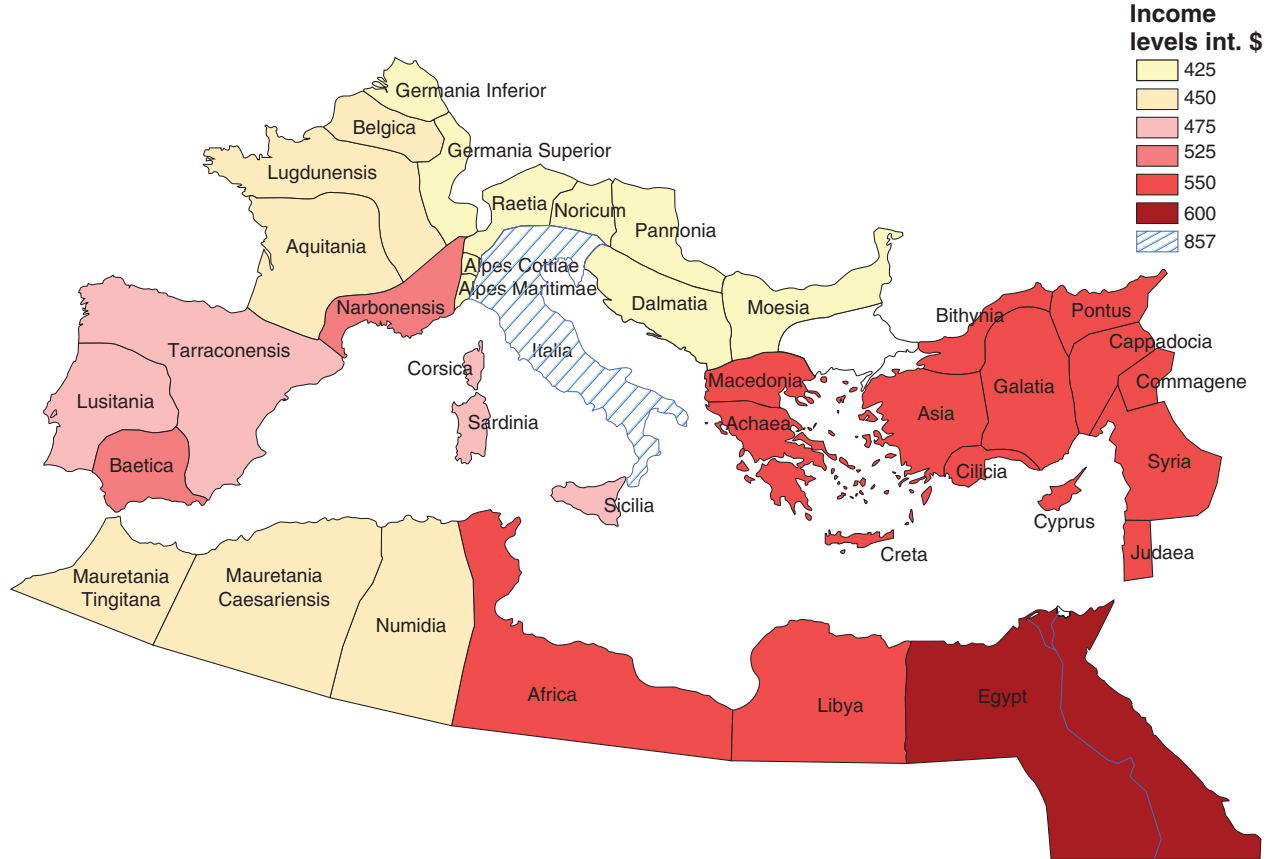 Income
levels int. $
425
450
475
525
550
600
857
Germania Inferior
Belgica
Germania Superior
Lugdunensis
Raetia
Noricum
Pannonia
Aquitania
Alpes Cottiae
Alpes Maritimae
Narbonensis
Dalmatia
Moesia
Bithynia
Pontus
Cappadocia
Tarraconensis
Italia
Corsica
Macedonia
Galatia
Commagene
Lusitania
Sardinia
Achaea
Asia
Baetica
Cilicia
Syria
Sicilia
Cyprus
Creta
Judaea
Mauretania
Tingitana
Mauretania
Caesariensis
Numidia
Africa
Libya
Egypt